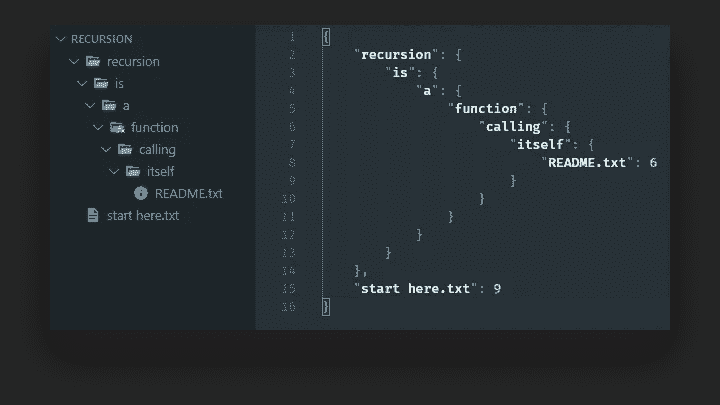 RECURSION
recursion
is
a
function
calling
itself
README.txt
start here.txt
1 {
2 "recursion": {
3 "is": {
4 "a": {
5 "function": {
6 "calling": {
7 "itself": {
8 "README.txt": 6
9 }
10 }
11 }
12 }
13 }
14 },
15 "start here.txt": 9
16 }